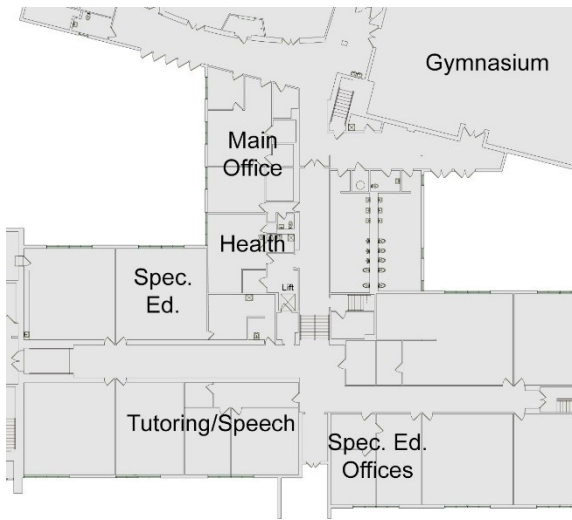 Gymnasium
Main
Office
Health
Spec.
Ed.
Lift
Tutoring/Speech
Spec. Ed.
Offices